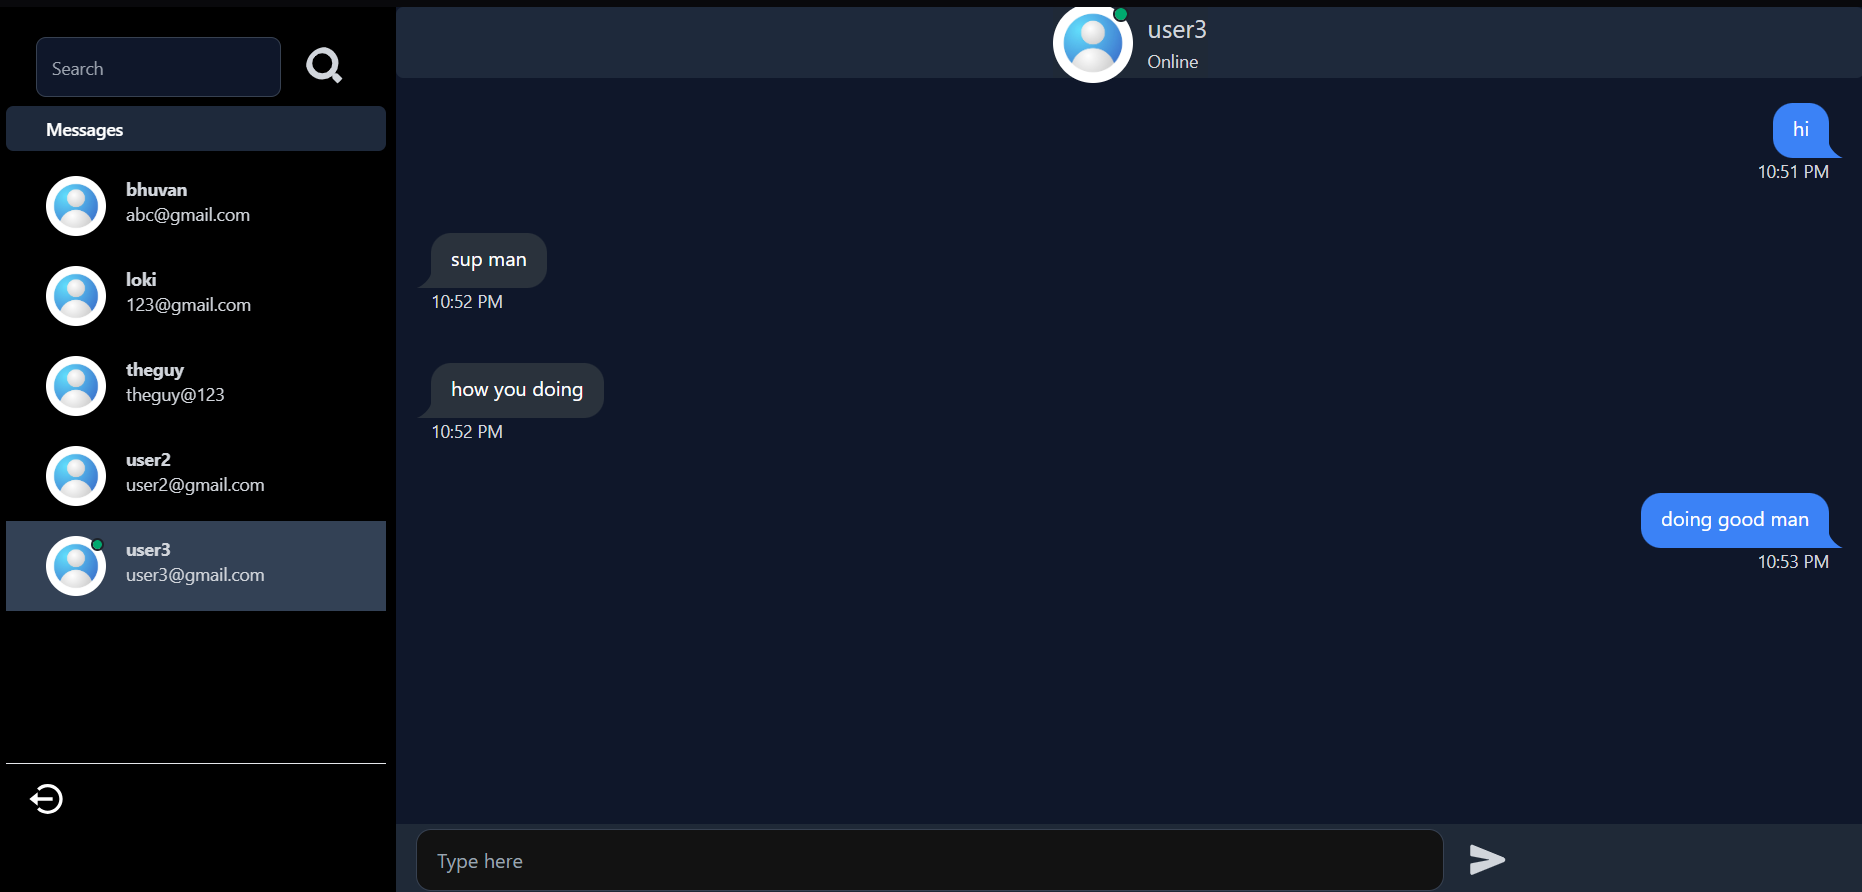 Search
Messages
bhuvan
abc@gmail.com
loki
123@gmail.com
theguy
theguy@123
user2
user2@gmail.com
user3
user3@gmail.com
user3
Online
hi
10:51 PM
sup man
10:52 PM
how you doing
10:52 PM
doing good man
10:53 PM
Type here